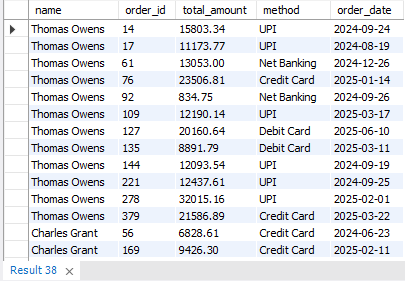 name order_id total_amount method order_date
Thomas Owens 14 15803.34 UPI 2024-09-24
Thomas Owens 17 11173.77 UPI 2024-08-19
Thomas Owens 61 13053.00 Net Banking 2024-12-26
Thomas Owens 76 23506.81 Credit Card 2025-01-14
Thomas Owens 92 834.75 Net Banking 2024-09-26
Thomas Owens 109 12190.14 UPI 2025-03-17
Thomas Owens 127 20160.64 Debit Card 2025-06-10
Thomas Owens 135 8891.79 Debit Card 2025-03-11
Thomas Owens 144 12093.54 UPI 2024-09-19
Thomas Owens 221 12437.61 UPI 2024-09-25
Thomas Owens 278 32015.16 UPI 2025-02-01
Thomas Owens 379 21586.89 Credit Card 2025-03-22
Charles Grant 56 6828.61 Credit Card 2024-06-23
Charles Grant 169 9426.30 Credit Card 2025-02-11
Result 38